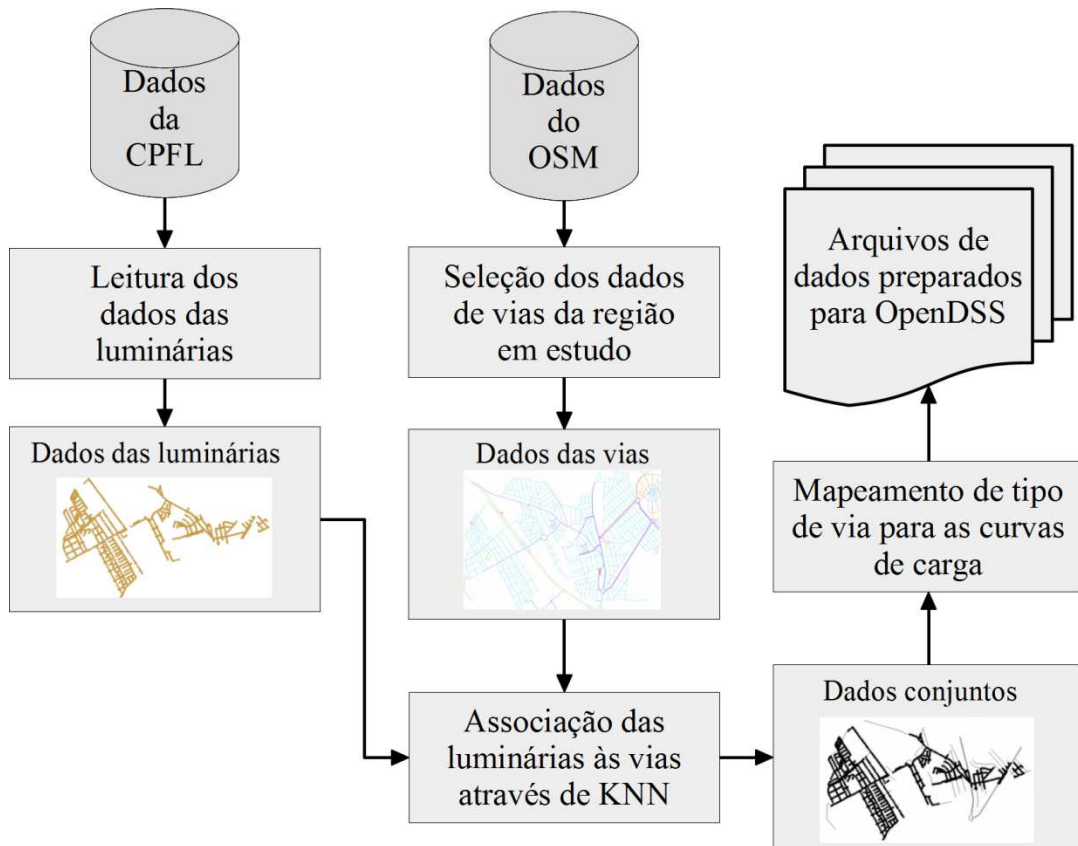 Dados
da
CPFL
Dados
do
OSM
Leitura dos
dados das
luminárias
Seleção dos dados
de vias da região
em estudo
Arquivos de
dados preparados
para OpenDSS
Dados das luminárias
Dados das vias
Mapeamento de tipo
de via para as curvas
de carga
Associação das
luminárias às vias
através de KNN
Dados conjuntos